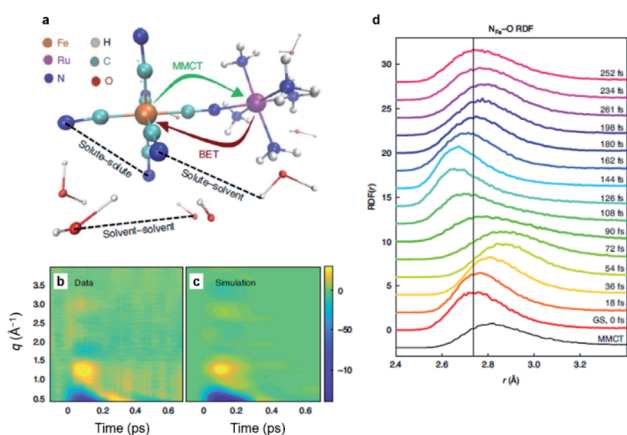 a
Fe
H
Ru
C
N
O
MMCT
BET
Solute–solute
Solute–solvent
Solvent–solvent
b
Data
c
Simulation
q (Å⁻¹)
3.5
3.0
2.5
2.0
1.5
1.0
0.5
0
0.2
0.4
0.6
0
0.2
0.4
0.6
Time (ps)
Time (ps)
0
−50
−10
d
N_Fe–O RDF
RDF(r)
30
25
20
15
10
5
0
252 fs
234 fs
261 fs
198 fs
180 fs
162 fs
144 fs
126 fs
108 fs
90 fs
72 fs
54 fs
36 fs
18 fs
GS, 0 fs
MMCT
2.4
2.6
2.8
3.0
3.2
r (Å)